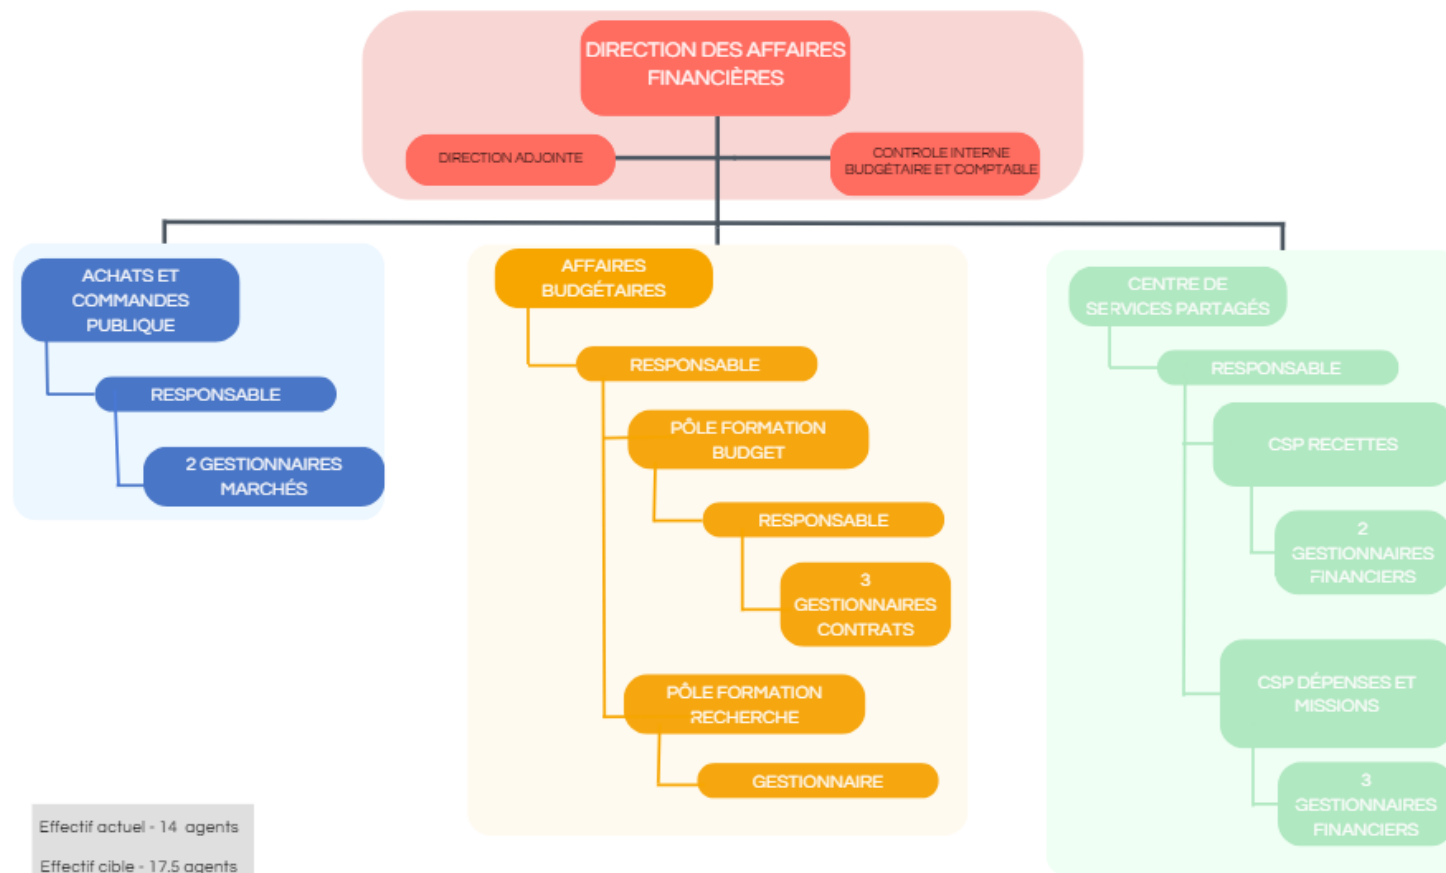 DIRECTION DES AFFAIRES
FINANCIÈRES
DIRECTION ADJOINTE
CONTROLE INTERNE
BUDGÉTAIRE ET COMPTABLE
ACHATS ET
COMMANDES
PUBLIQUE
RESPONSABLE
2 GESTIONNAIRES
MARCHÉS
AFFAIRES
BUDGÉTAIRES
RESPONSABLE
PÔLE FORMATION
BUDGET
RESPONSABLE
3
GESTIONNAIRES
CONTRATS
PÔLE FORMATION
RECHERCHE
GESTIONNAIRE
CENTRE DE
SERVICES PARTAGÉS
RESPONSABLE
CSP RECETTES
2
GESTIONNAIRES
FINANCIERS
CSP DÉPENSES ET
MISSIONS
3
GESTIONNAIRES
FINANCIERS
Effectif actuel - 14 agents
Effectif cible - 17.5 agents